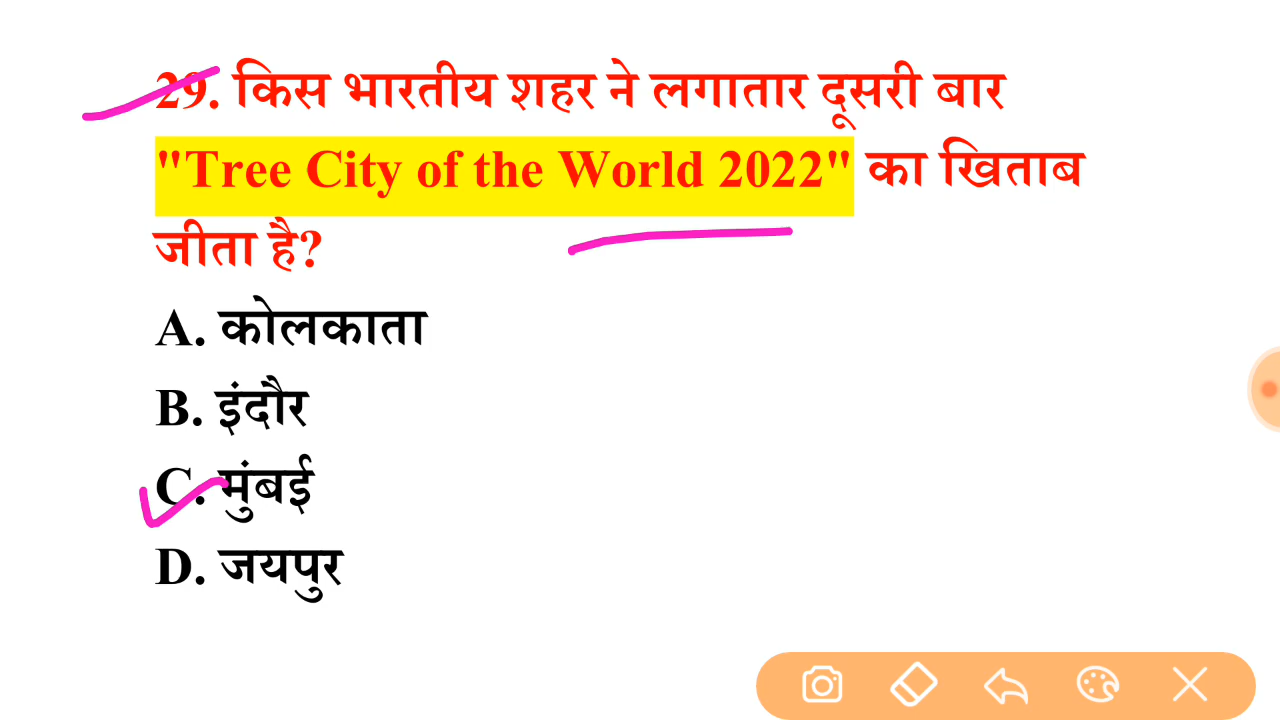 29. किस भारतीय शहर ने लगातार दूसरी बार
"Tree City of the World 2022" का खिताब
जीता है?
A. कोलकाता
B. इंदौर
C. मुंबई
D. जयपुर